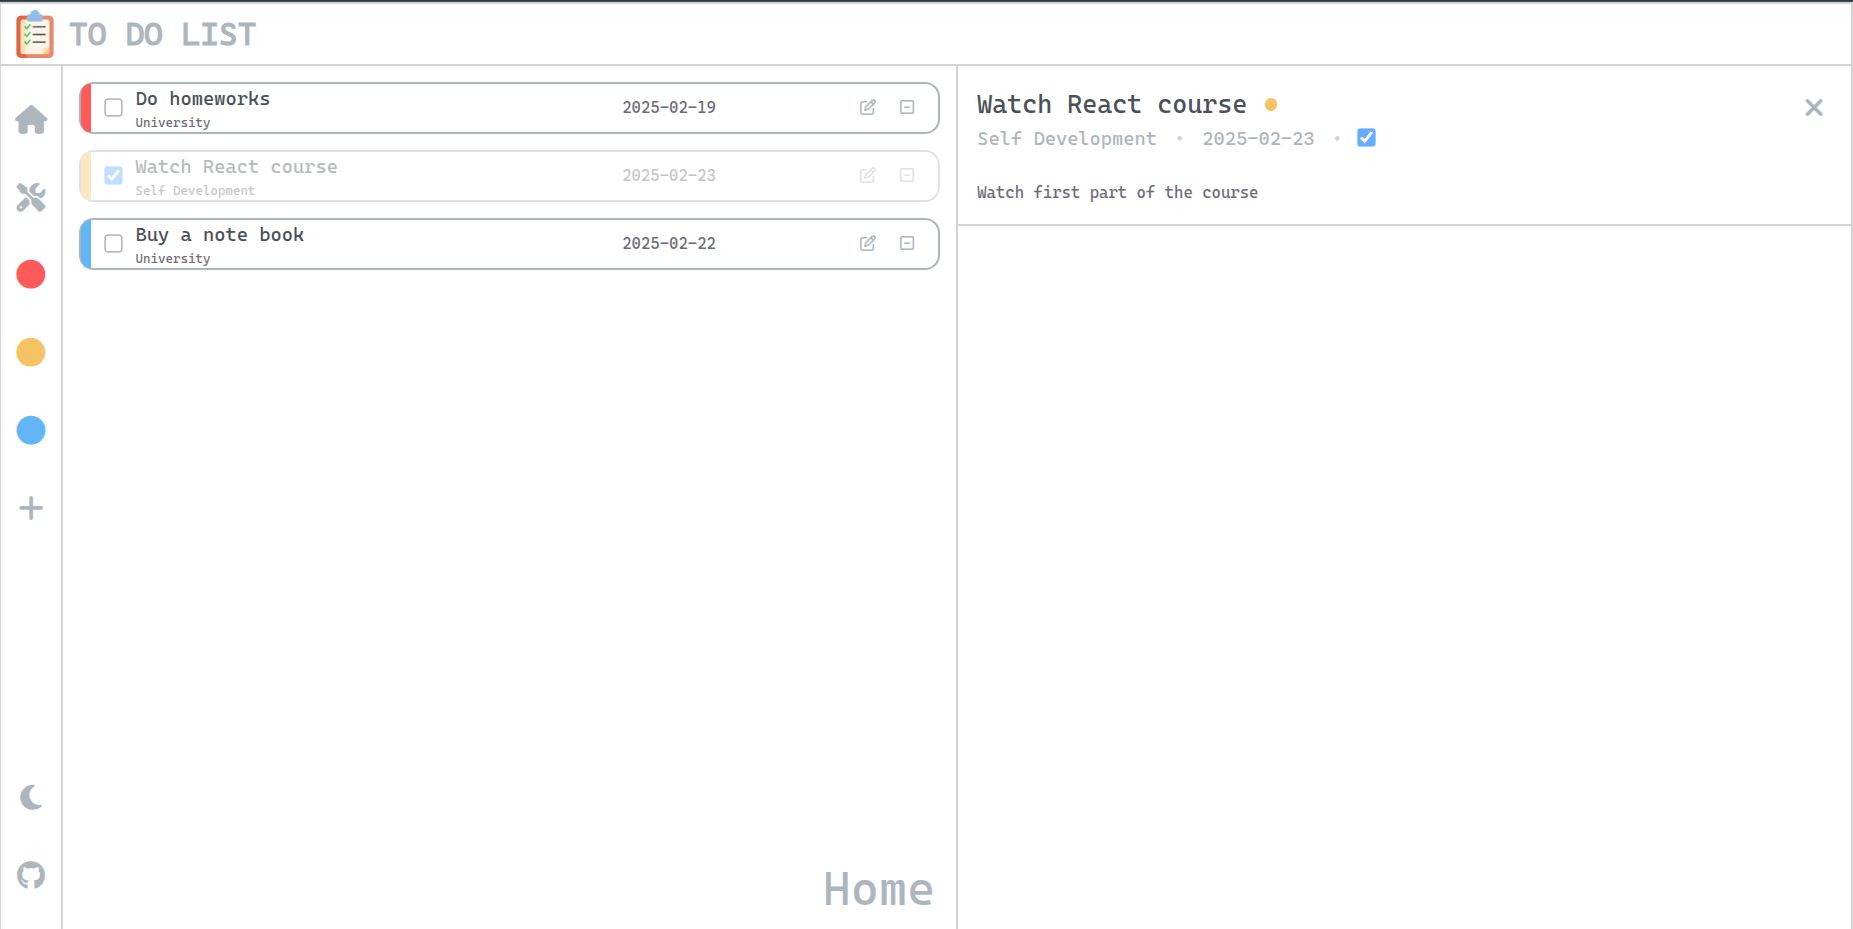 TO DO LIST
Do homeworks
University
2025-02-19
Watch React course
Self Development
2025-02-23
Buy a note book
University
2025-02-22
Home
Watch React course
Self Development • 2025-02-23 •
Watch first part of the course